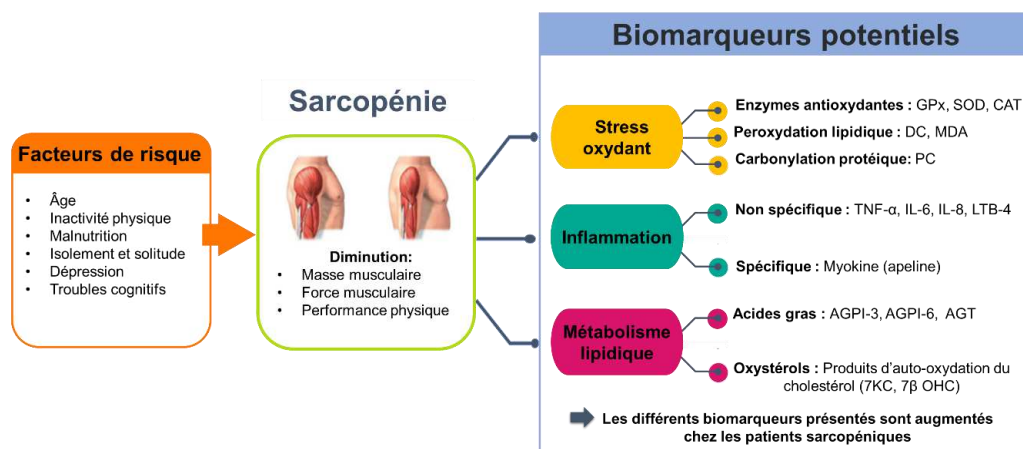 Facteurs de risque
• Âge
• Inactivité physique
• Malnutrition
• Isolement et solitude
• Dépression
• Troubles cognitifs
Sarcopénie
Diminution:
• Masse musculaire
• Force musculaire
• Performance physique
Biomarqueurs potentiels
Stress
oxydant
Enzymes antioxydantes : GPx, SOD, CAT
Peroxydation lipidique : DC, MDA
Carbonylation protéique: PC
Inflammation
Non spécifique : TNF-α, IL-6, IL-8, LTB-4
Spécifique : Myokine (apeline)
Métabolisme
lipidique
Acides gras : AGPI-3, AGPI-6, AGT
Oxystérols : Produits d’auto-oxydation du
cholestérol (7KC, 7β OHC)
Les différents biomarqueurs présentés sont augmentés
chez les patients sarcopéniques